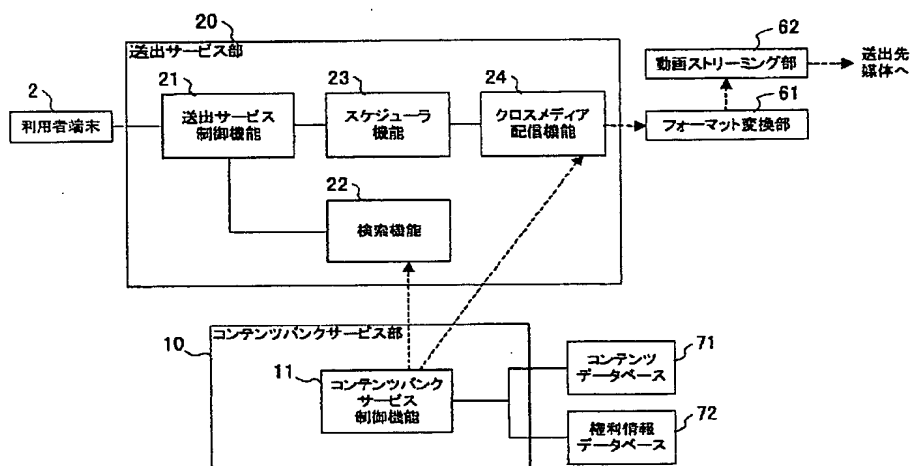 20
送出サービス部
2
利用者端末
21
送出サービス
制御機能
23
スケジューラ
機能
24
クロスメディア
配信機能
62
動画ストリーミング部
送出先
媒体へ
61
フォーマット変換部
22
検索機能
10
コンテンツバンクサービス部
11
コンテンツバンク
サービス
制御機能
71
コンテンツ
データベース
72
権利情報
データベース